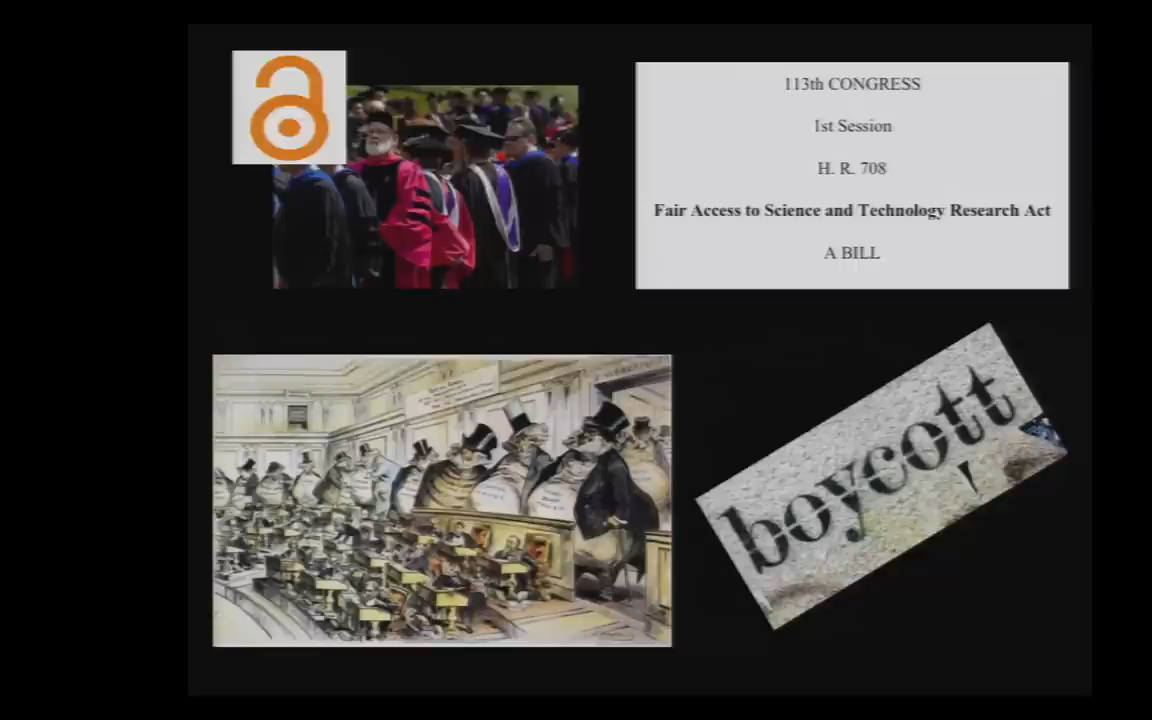 113th CONGRESS
1st Session
H. R. 708
Fair Access to Science and Technology Research Act
A BILL
boycott